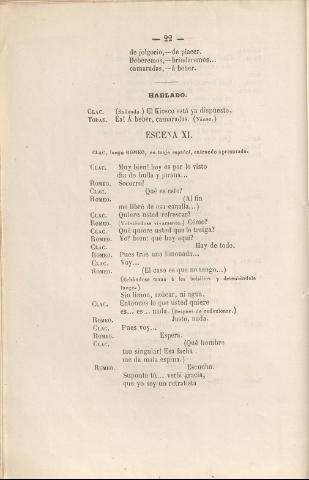 — 22 —
de jolgorio,—de placer.
Beberemos,—brindaremos...
camaradas,—á beber.
HABLADO.
CLAC. (Saliendo.) El Kiosco está ya dispuesto.
TODAS. Ea! Á beber, camaradas. (Vánse.)
ESCENA XI.
CLAC, luego ROMEO, en traje español, entrando apresurado.
CLAC. Muy bien! hoy es por lo visto
dia de bulla y jarana...
ROMEO. Socorro!
CLAC. Qué es esto?
ROMEO. (Al fin
me libré de esa canalla...)
CLAC. Quiere usted refrescar?
ROMEO. (Volviéndose vivamente.) Cómo?
CLAC. Qué quiere usted que le traiga?
ROMEO. Yo? bien: qué hay aquí?
CLAC. Hay de todo.
ROMEO. Pues trae una limonada...
CLAC. Voy...
ROMEO. (El caso es que no tengo...)
(Echándose mano á los bolsillos y deteniéndole
luego.)
Sin limon, azúcar, ni agua.
CLAC. Entonces lo que usted quiere
es... es... nada. (Despues de reflexionar.)
ROMEO. Justo, nada.
CLAC. Pues voy...
ROMEO. Espera.
CLAC. (Qué hombre
tan singular! Esa facha
me da mala espina.)
ROMEO. Escucha.
Suponte tú... verbi gracia,
que yo soy un retratista